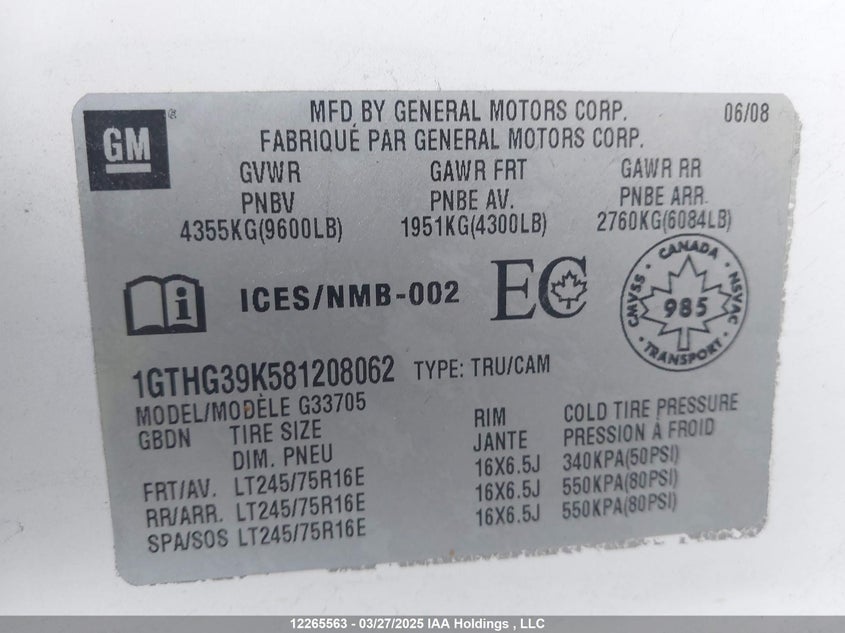 GM®
MFD BY GENERAL MOTORS CORP. 06/08
FABRIQUÉ PAR GENERAL MOTORS CORP.
GVWR GAWR FRT GAWR RR
PNBV PNBE AV. PNBE ARR.
4355KG(9600LB) 1951KG(4300LB) 2760KG(6084LB)
i ICES/NMB-002 EC
CANADA CMVSS 985 NSVAC TRANSPORT
1GTHG39K581208062 TYPE: TRU/CAM
MODEL/MODÈLE G33705
GBDN TIRE SIZE RIM COLD TIRE PRESSURE
DIM. PNEU JANTE PRESSION À FROID
FRT/AV. LT245/75R16E 16X6.5J 340KPA(50PSI)
RR/ARR. LT245/75R16E 16X6.5J 550KPA(80PSI)
SPA/SOS LT245/75R16E 16X6.5J 550KPA(80PSI)
12265563 - 03/27/2025 IAA Holdings , LLC